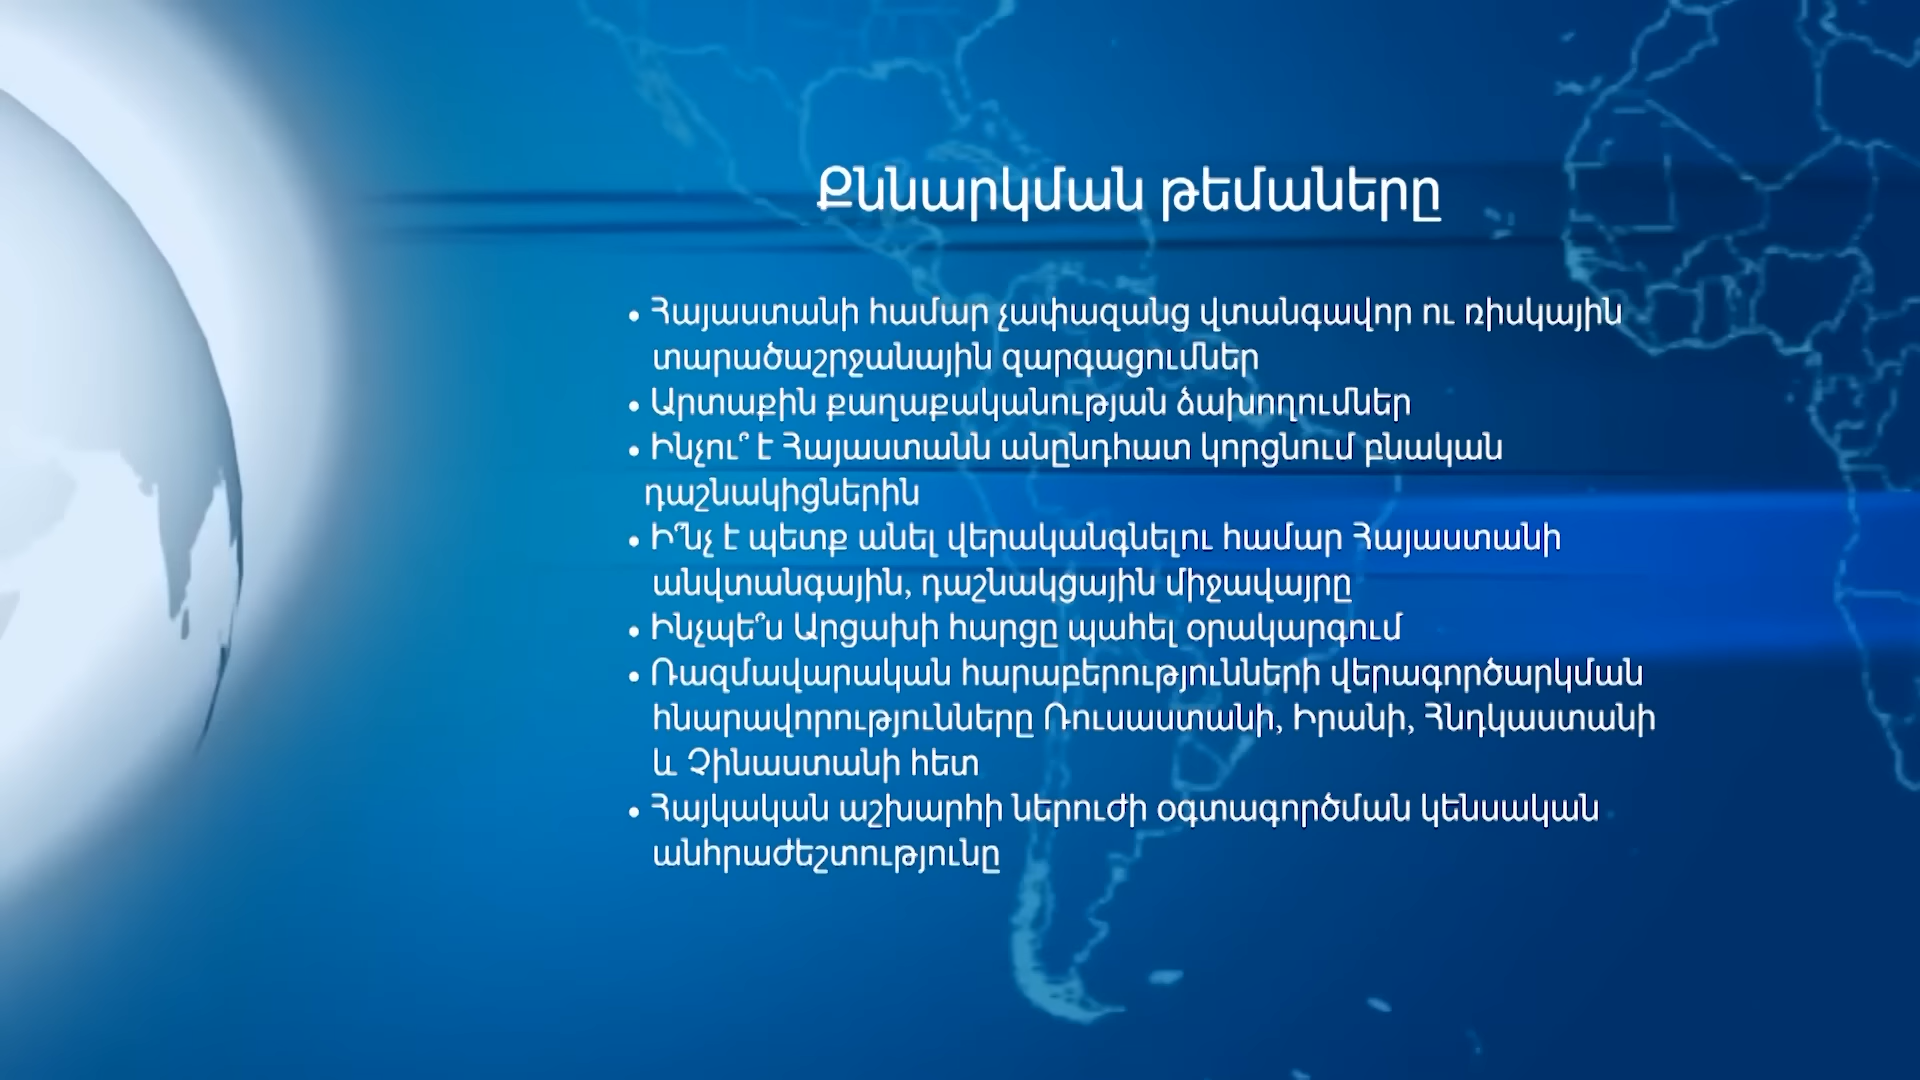 Քննարկման թեմաները
• Հայաստանի համար չափազանց վտանգավոր ու ռիսկային
տարածաշրջանային զարգացումներ
• Արտաքին քաղաքականության ձախողումներ
• Ինչու՞ է Հայաստանն անընդհատ կորցնում բնական
դաշնակիցներին
• Ի՞նչ է պետք անել վերականգնելու համար Հայաստանի
անվտանգային, դաշնակցային միջավայրը
• Ինչպե՞ս Արցախի հարցը պահել օրակարգում
• Ռազմավարական հարաբերությունների վերագործարկման
հնարավորությունները Ռուսաստանի, Իրանի, Հնդկաստանի
և Չինաստանի հետ
• Հայկական աշխարհի ներուժի օգտագործման կենսական
անհրաժեշտությունը